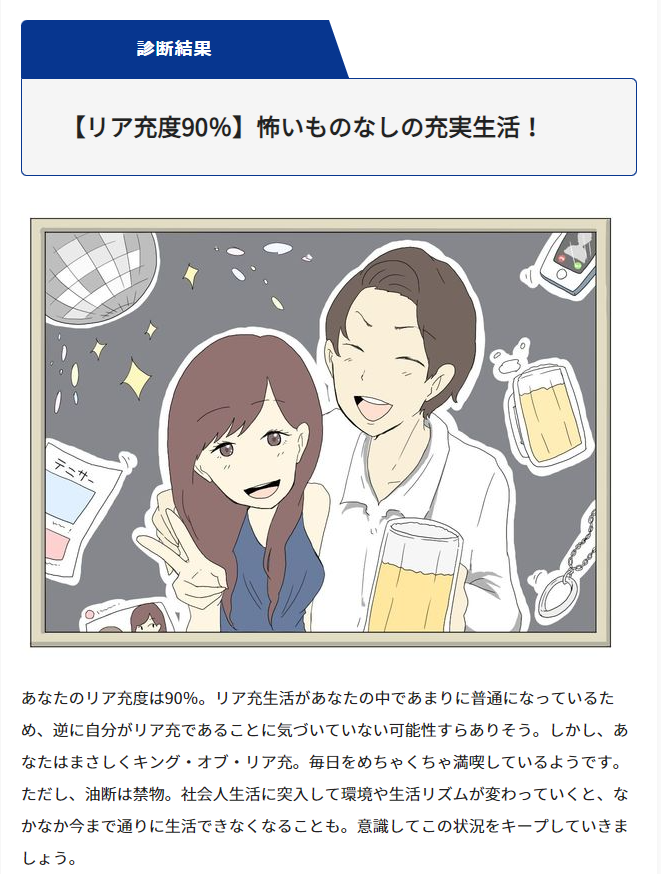 診断結果
【リア充度90%】怖いものなしの充実生活！
テニサー
あなたのリア充度は90%。リア充生活があなたの中であまりに普通になっているた
め、逆に自分がリア充であることに気づいていない可能性すらありそう。しかし、あ
なたはまさしくキング・オブ・リア充。毎日をめちゃくちゃ満喫しているようです。
ただし、油断は禁物。社会人生活に突入して環境や生活リズムが変わっていくと、な
かなか今まで通りに生活できなくなることも。意識してこの状況をキープしていきま
しょう。